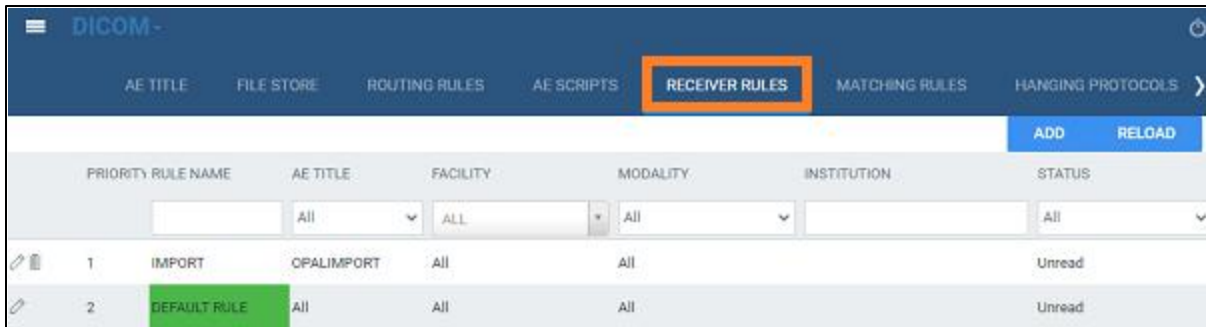 DICOM
AE TITLE FILE STORE ROUTING RULES AE SCRIPTS RECEIVER RULES MATCHING RULES HANGING PROTOCOLS
ADD RELOAD
PRIORITY RULE NAME AE TITLE FACILITY MODALITY INSTITUTION STATUS
All ALL All All
1 IMPORT OPALIMPORT All All Unread
2 DEFAULT RULE All All All Unread